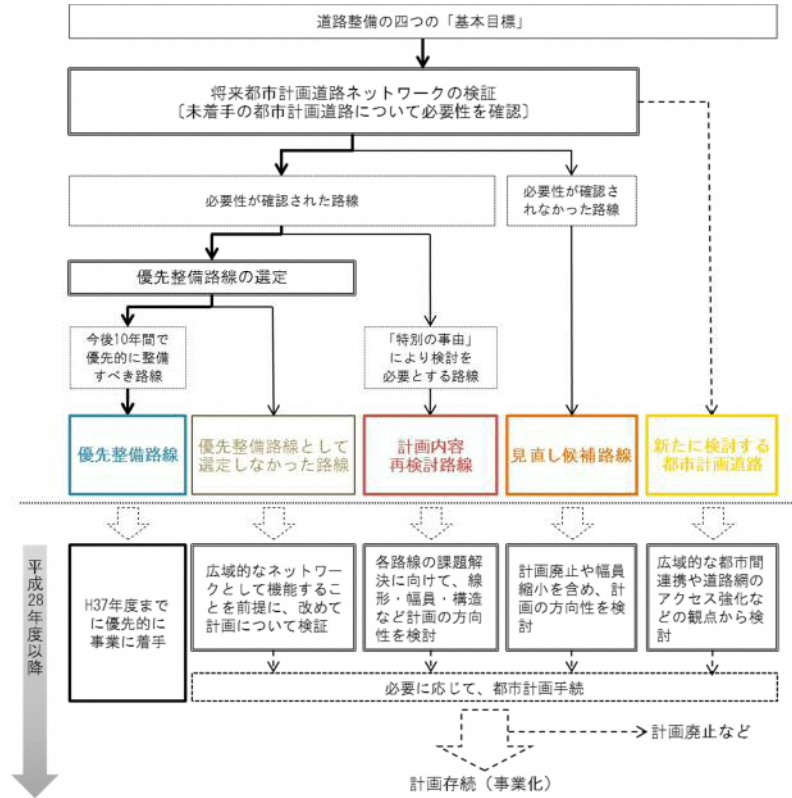 道路整備の四つの「基本目標」
将来都市計画道路ネットワークの検証
〔未着手の都市計画道路について必要性を確認〕
必要性が確認された路線
必要性が確認さ
れなかった路線
優先整備路線の選定
今後10年間で
優先的に整備
すべき路線
「特別の事由」
により検討を
必要とする路線
優先整備路線
優先整備路線として
選定しなかった路線
計画内容
再検討路線
見直し候補路線
新たに検討する
都市計画道路
平成28年度以降
H37年度まで
に優先的に
事業に着手
広域的なネットワ
ークとして機能するこ
とを前提に、改めて
計画について検証
各路線の課題解
決に向けて、線
形・幅員・構造
など計画の方向
性を検討
計画廃止や幅員
縮小を含め、計
画の方向性を検
討
広域的な都市間
連携や道路網の
アクセス強化な
どの観点から検
討
必要に応じて、都市計画手続
計画廃止など
計画存続（事業化）